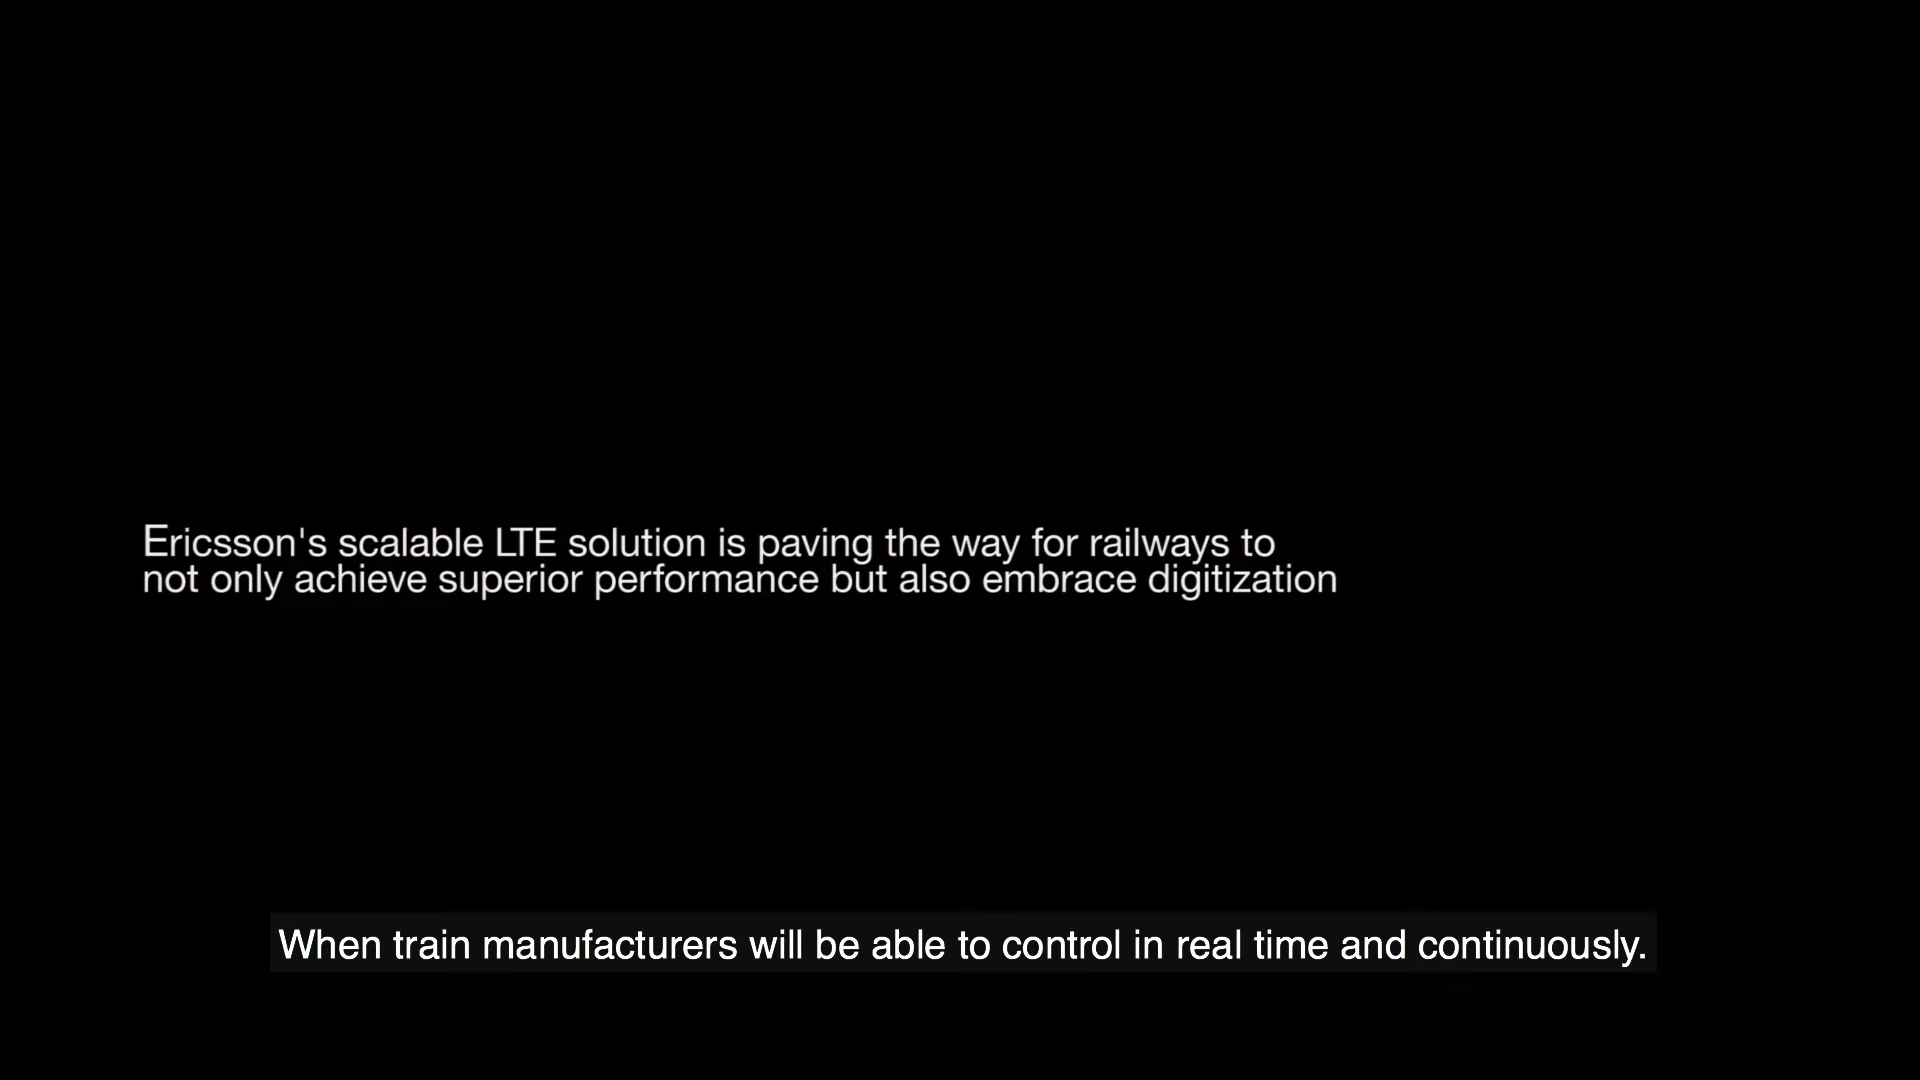 Ericsson's scalable LTE solution is paving the way for railways to
not only achieve superior performance but also embrace digitization
When train manufacturers will be able to control in real time and continuously.